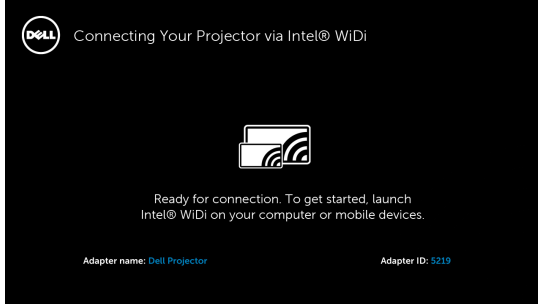 DELL
Connecting Your Projector via Intel® WiDi
Ready for connection. To get started, launch
Intel® WiDi on your computer or mobile devices.
Adapter name: Dell Projector
Adapter ID: 5219